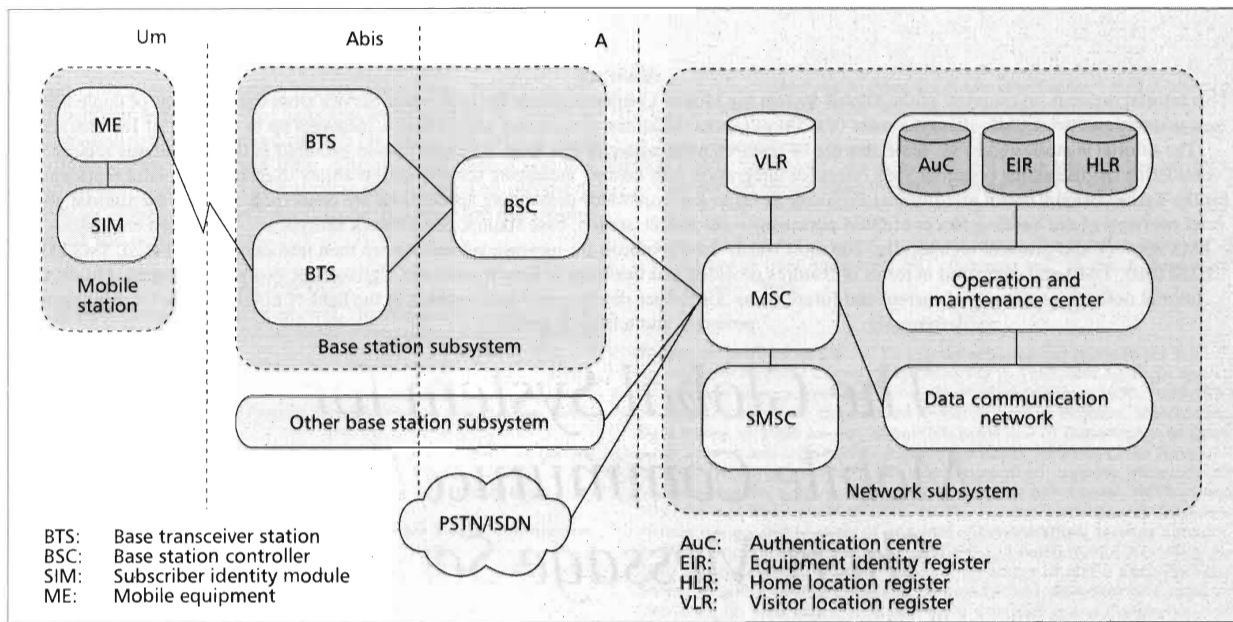 Um
Abis
A
ME
SIM
Mobile
station
BTS
BTS
BSC
Base station subsystem
Other base station subsystem
PSTN/ISDN
VLR
MSC
SMSC
AuC
EIR
HLR
Operation and
maintenance center
Data communication
network
Network subsystem
BTS: Base transceiver station
BSC: Base station controller
SIM: Subscriber identity module
ME: Mobile equipment
AuC: Authentication centre
EIR: Equipment identity register
HLR: Home location register
VLR: Visitor location register